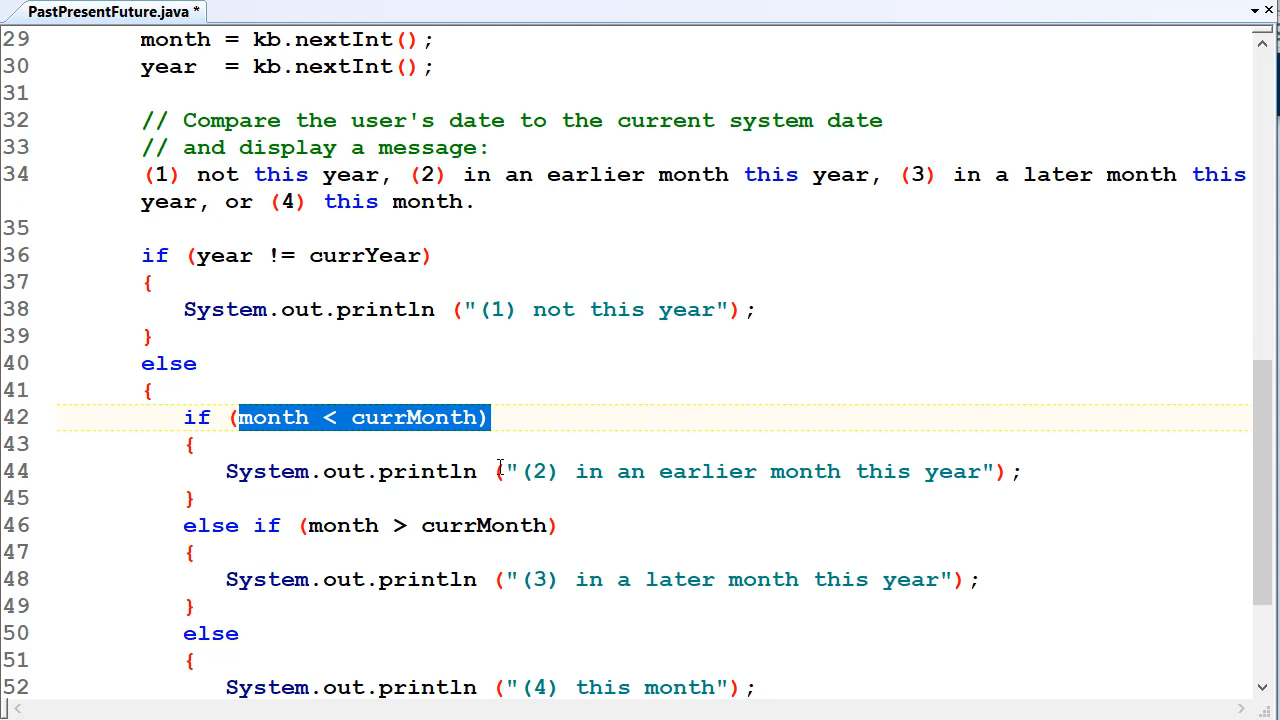 PastPresentFuture.java *
29 month = kb.nextInt();
30 year  = kb.nextInt();
31
32 // Compare the user's date to the current system date
33 // and display a message:
34 (1) not this year, (2) in an earlier month this year, (3) in a later month this
year, or (4) this month.
35
36 if (year != currYear)
37 {
38 System.out.println ("(1) not this year");
39 }
40 else
41 {
42 if (month < currMonth)
43 {
44 System.out.println ("(2) in an earlier month this year");
45 }
46 else if (month > currMonth)
47 {
48 System.out.println ("(3) in a later month this year");
49 }
50 else
51 {
52 System.out.println ("(4) this month");